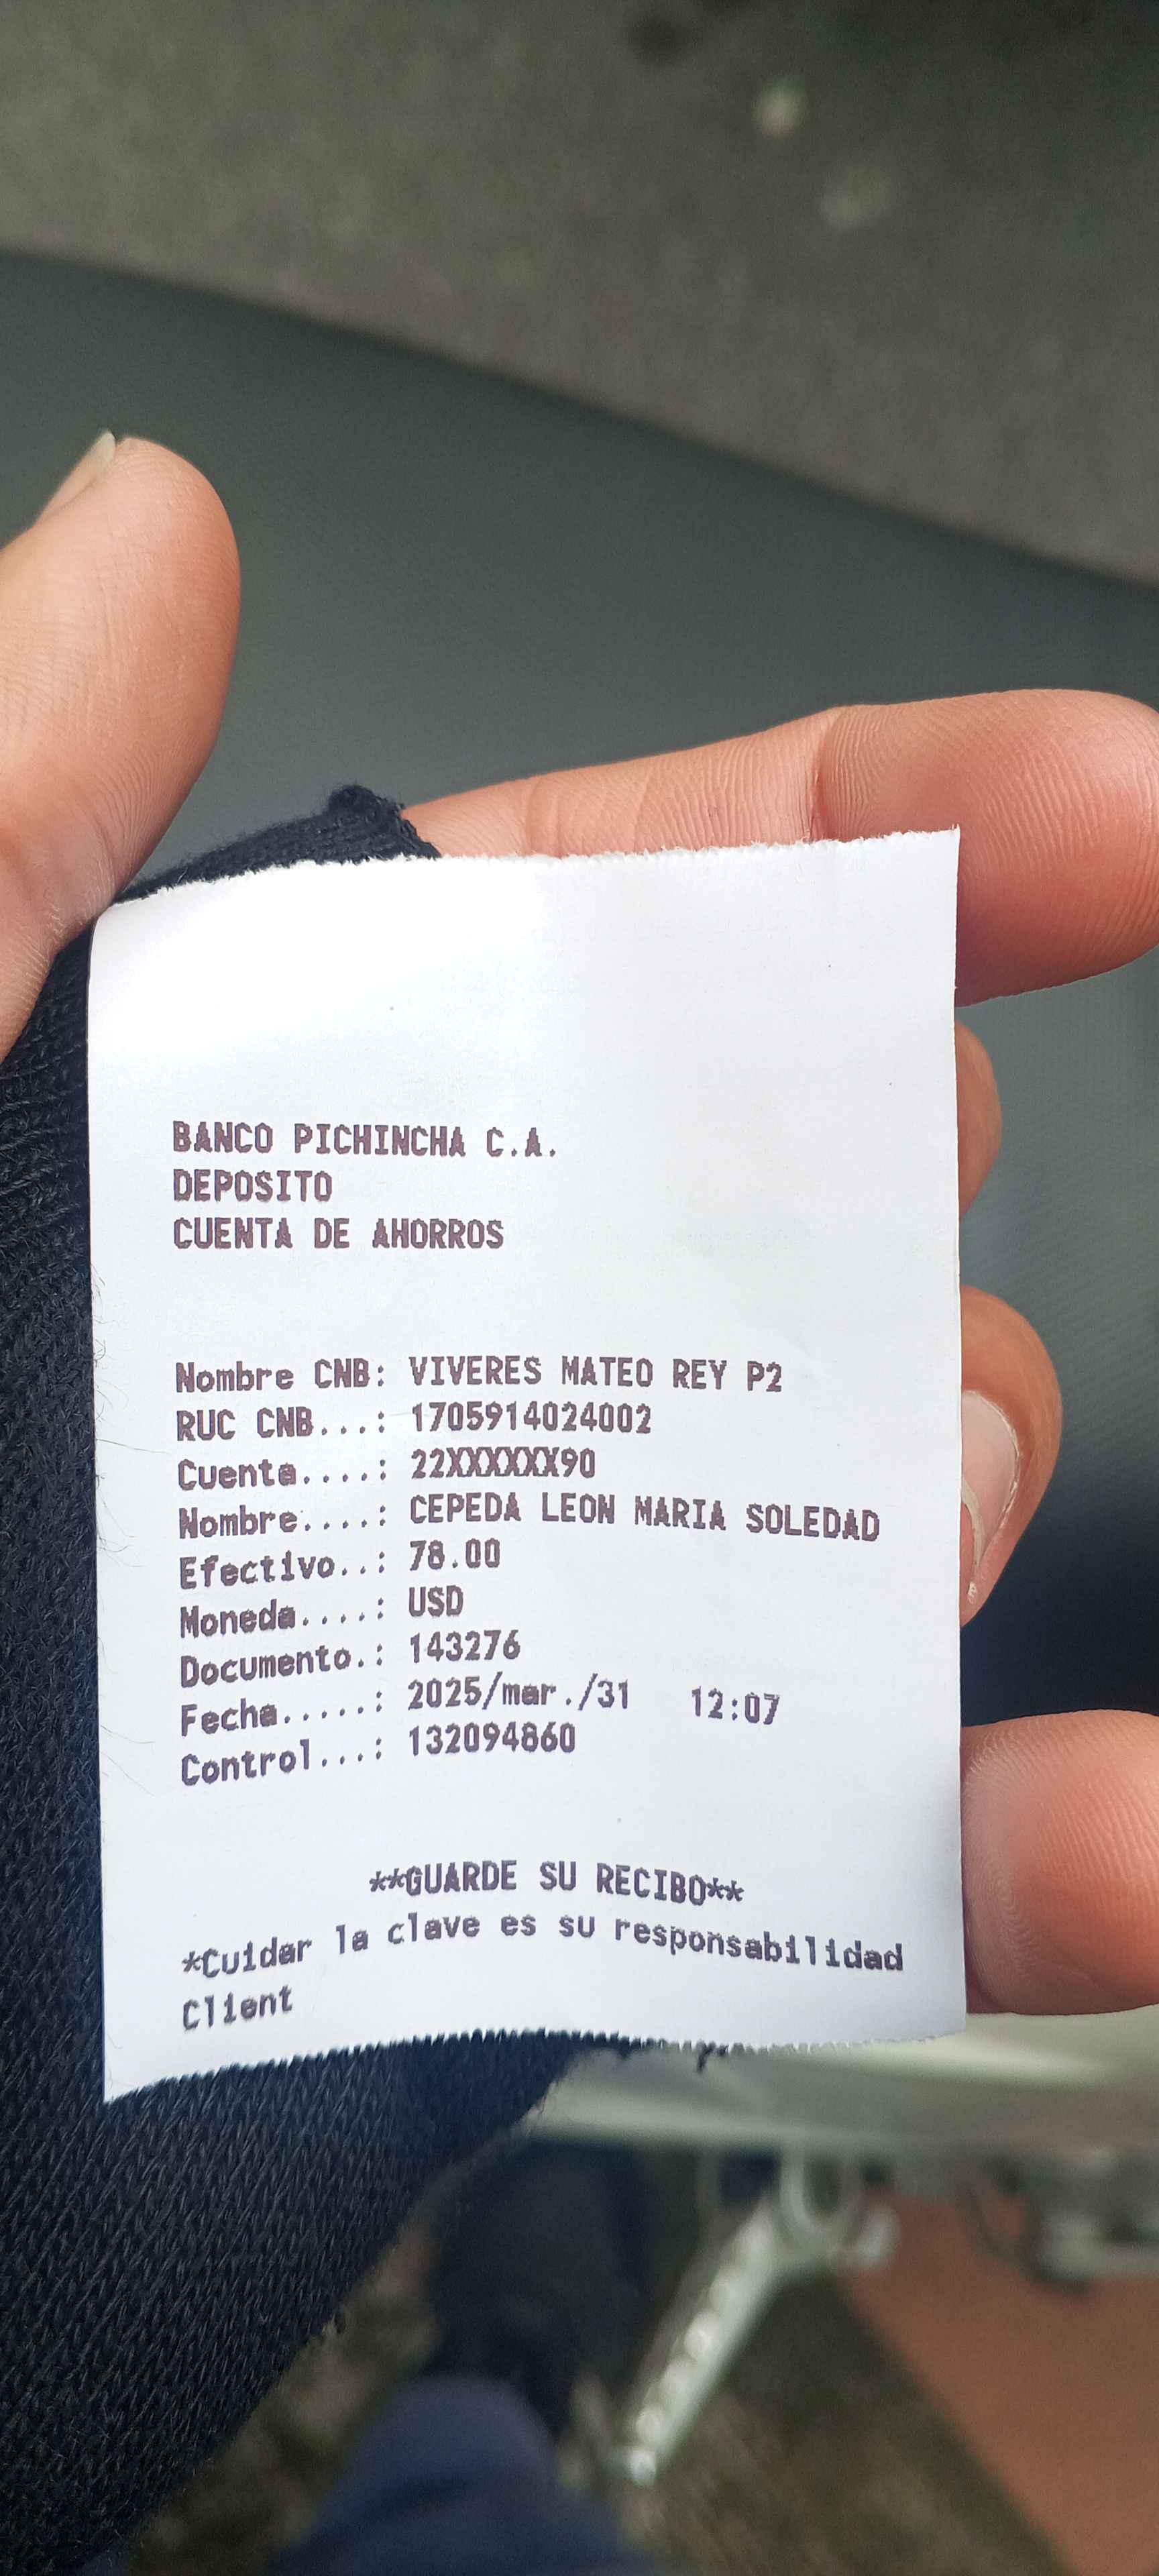 BANCO PICHINCHA C.A.
DEPOSITO
CUENTA DE AHORROS
Nombre CNB: VIVERES MATEO REY P2
RUC CNB...: 1705914024002
Cuenta....: 22XXXXXX90
Nombre....: CEPEDA LEON MARIA SOLEDAD
Efectivo..: 78.00
Moneda....: USD
Documento.: 143276
Fecha.....: 2025/mar./31 12:07
Control...: 132094860
**GUARDE SU RECIBO**
*Cuidar la clave es su responsabilidad
Client